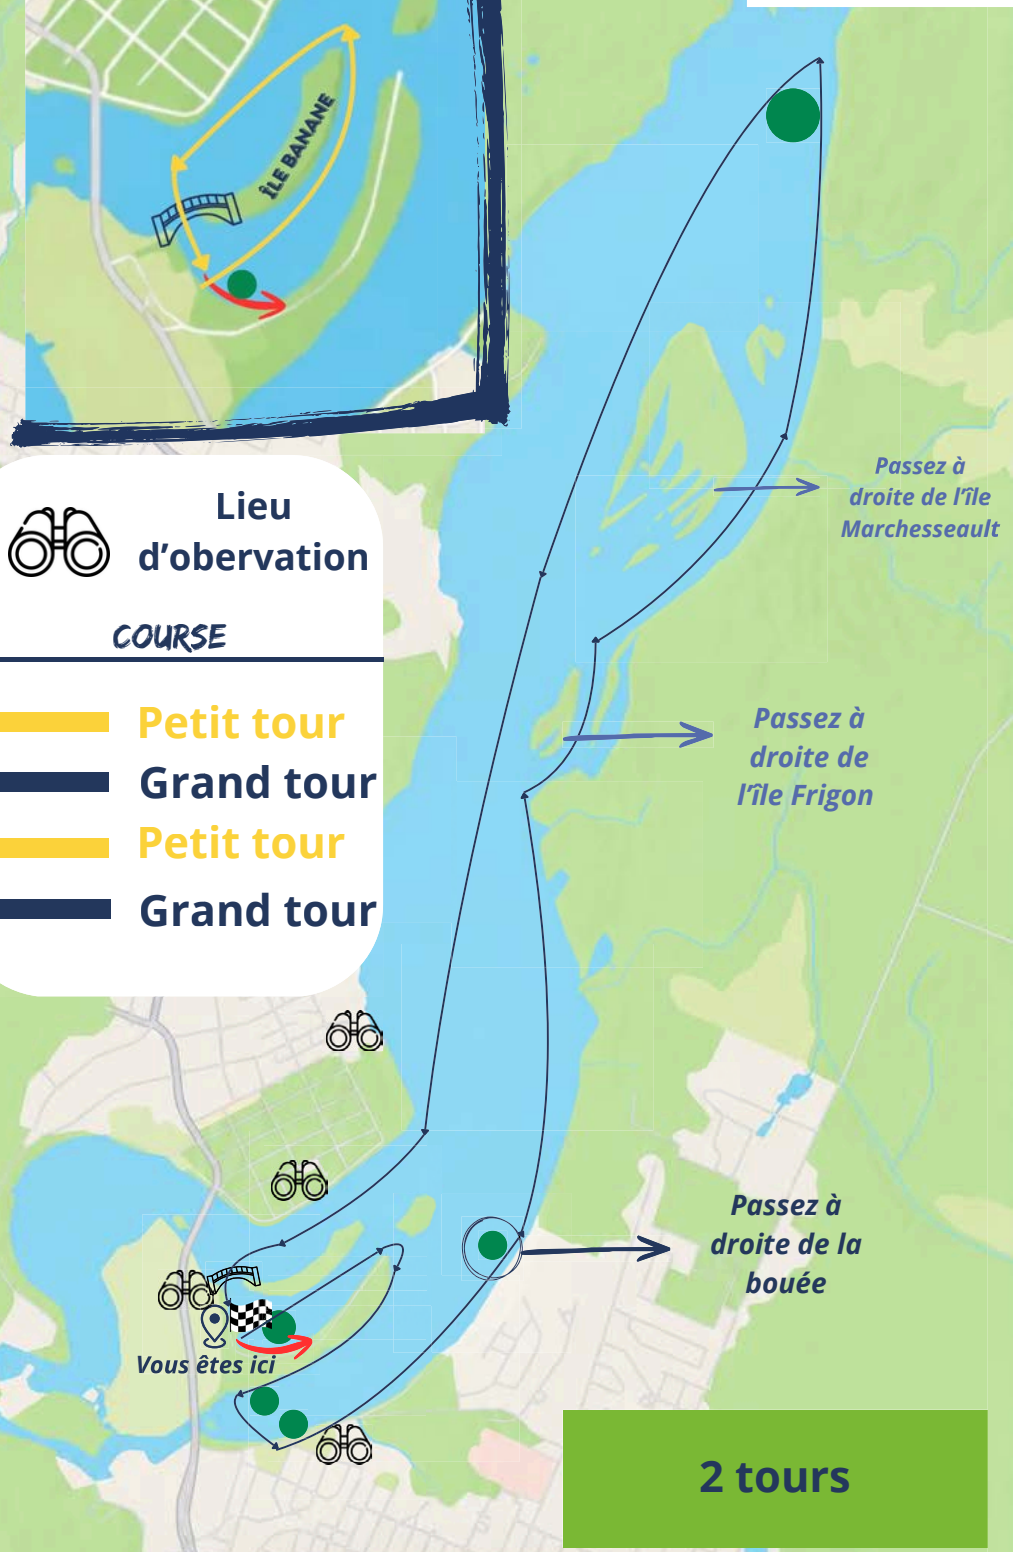 ÎLE BANANE
Lieu
d’obervation
COURSE
Petit tour
Grand tour
Petit tour
Grand tour
Passez à
droite de l’île
Marchesseault
Passez à
droite de
l’île Frigon
Passez à
droite de la
bouée
Vous êtes ici
2 tours